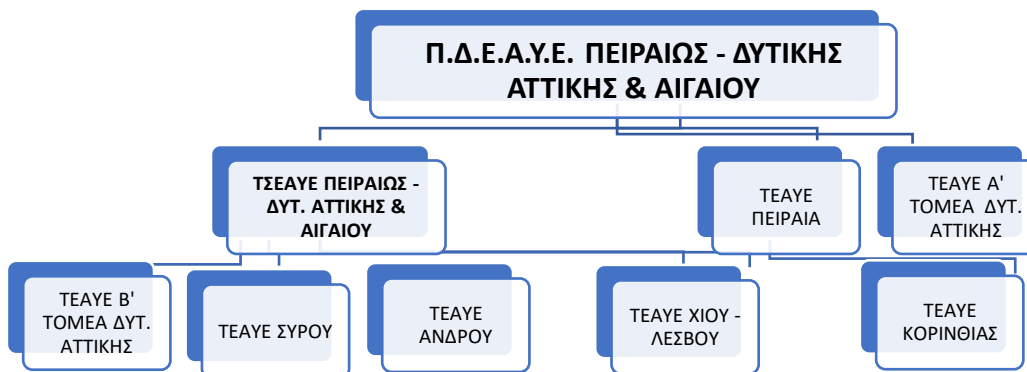 Π.Δ.Ε.Α.Υ.Ε. ΠΕΙΡΑΙΩΣ - ΔΥΤΙΚΗΣ
ΑΤΤΙΚΗΣ & ΑΙΓΑΙΟΥ
ΤΣΕΑΥΕ ΠΕΙΡΑΙΩΣ -
ΔΥΤ. ΑΤΤΙΚΗΣ &
ΑΙΓΑΙΟΥ
ΤΕΑΥΕ
ΠΕΙΡΑΙΑ
ΤΕΑΥΕ Α'
ΤΟΜΕΑ ΔΥΤ.
ΑΤΤΙΚΗΣ
ΤΕΑΥΕ Β'
ΤΟΜΕΑ ΔΥΤ.
ΑΤΤΙΚΗΣ
ΤΕΑΥΕ ΣΥΡΟΥ
ΤΕΑΥΕ
ΑΝΔΡΟΥ
ΤΕΑΥΕ ΧΙΟΥ -
ΛΕΣΒΟΥ
ΤΕΑΥΕ
ΚΟΡΙΝΘΙΑΣ